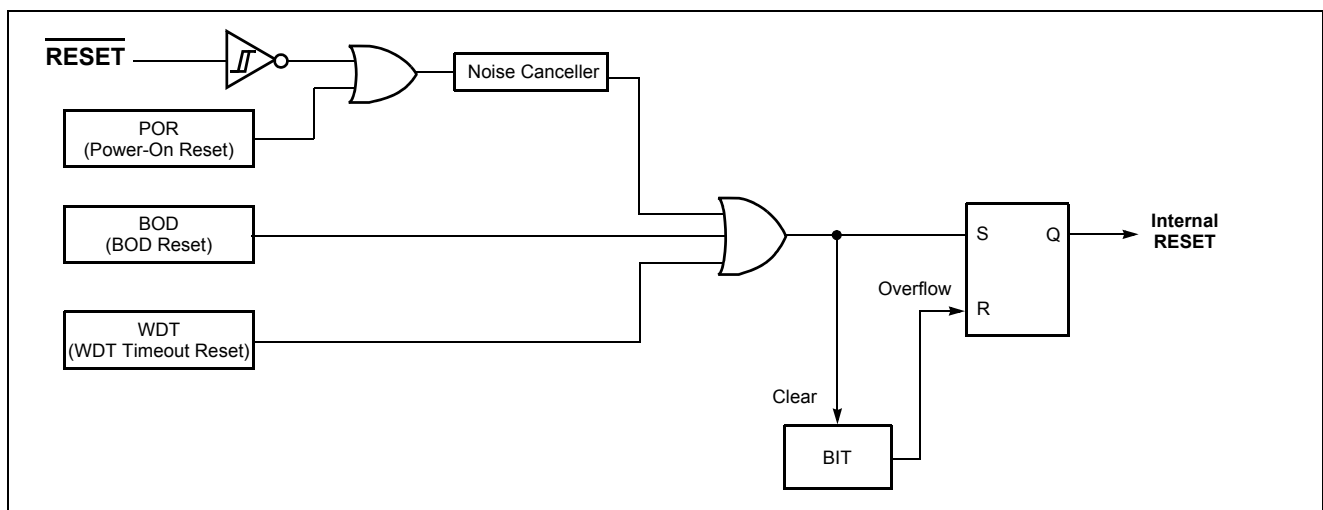 RESET
Noise Canceller
POR
(Power-On Reset)
BOD
(BOD Reset)
WDT
(WDT Timeout Reset)
S
Q
Internal
RESET
Overflow
R
Clear
BIT